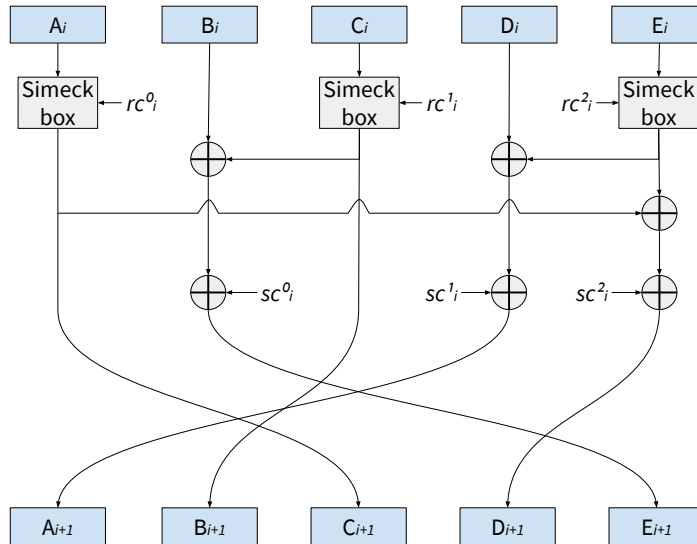 Aᵢ Bᵢ Cᵢ Dᵢ Eᵢ
Simeck box rc⁰ᵢ Simeck box rc¹ᵢ rc²ᵢ Simeck box
sc⁰ᵢ sc¹ᵢ sc²ᵢ
Aᵢ₊₁ Bᵢ₊₁ Cᵢ₊₁ Dᵢ₊₁ Eᵢ₊₁